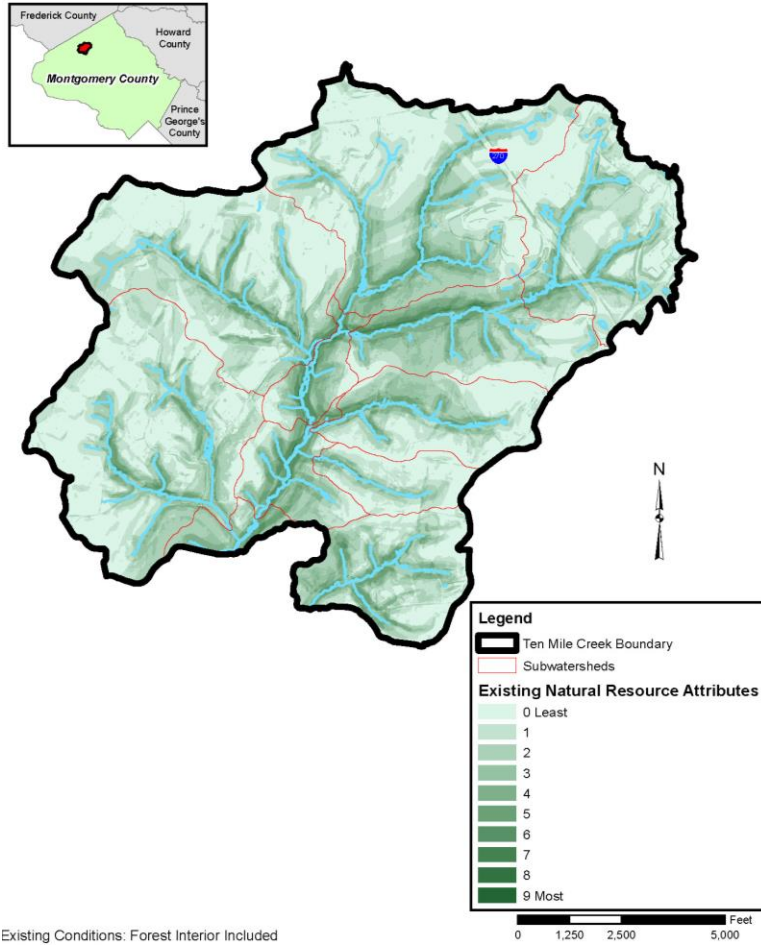 Frederick County
Howard
County
Montgomery County
Prince
George's
County
270
N
Legend
Ten Mile Creek Boundary
Subwatersheds
Existing Natural Resource Attributes
0 Least
1
2
3
4
5
6
7
8
9 Most
Feet
0 1,250 2,500 5,000
Existing Conditions: Forest Interior Included